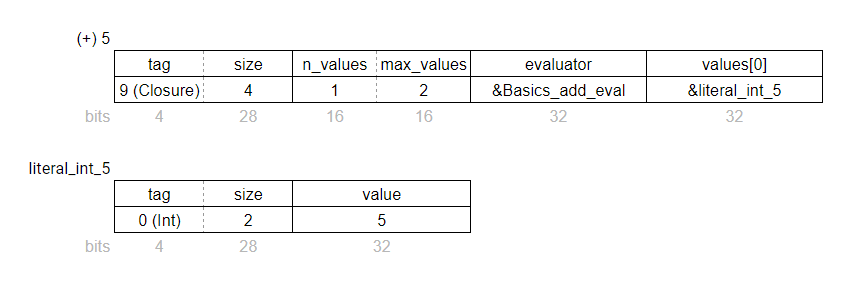 (+) 5
tag size n_values max_values evaluator values[0]
9 (Closure) 4 1 2 &Basics_add_eval &literal_int_5
bits 4 28 16 16 32 32
literal_int_5
tag size value
0 (Int) 2 5
bits 4 28 32